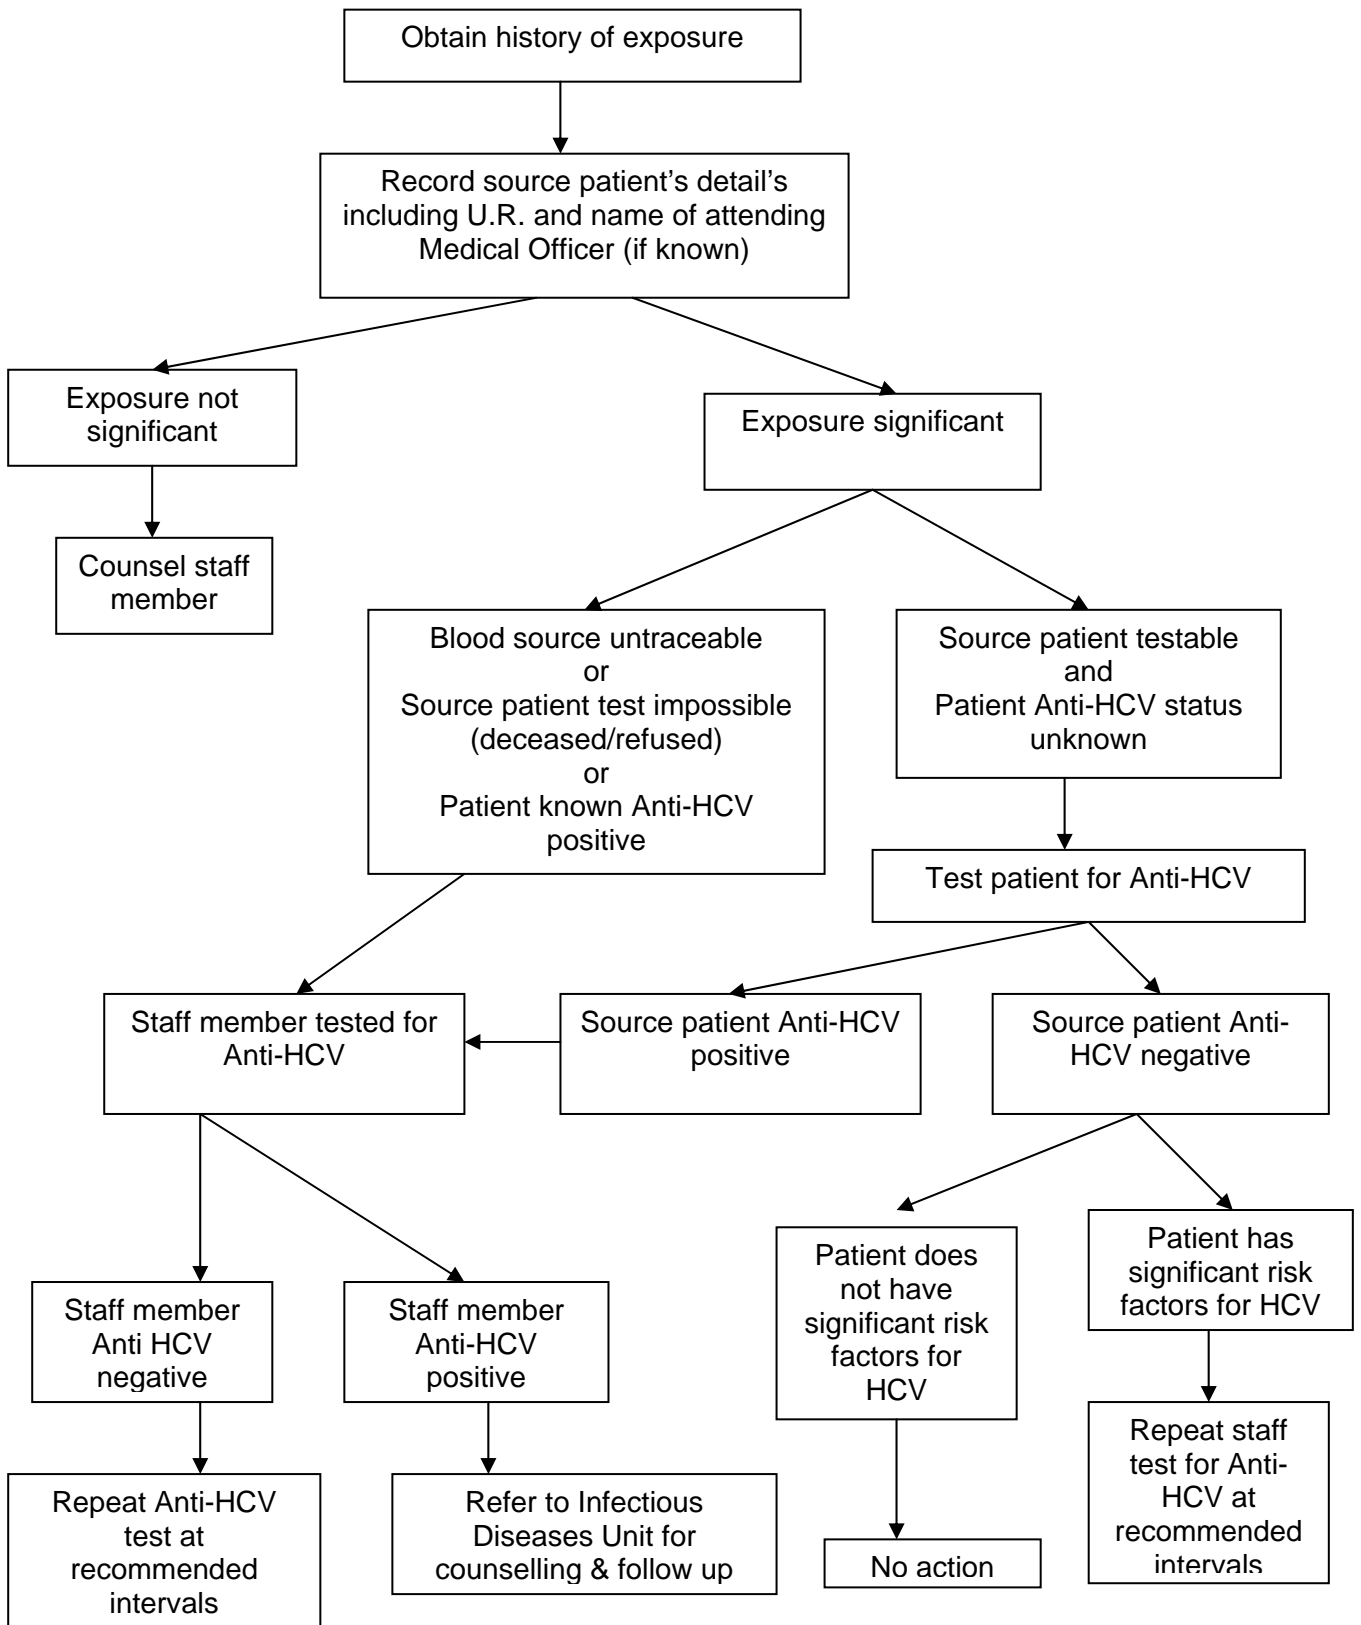 Obtain history of exposure
Record source patient’s detail’s
including U.R. and name of attending
Medical Officer (if known)
Exposure not
significant
Exposure significant
Counsel staff
member
Blood source untraceable
or
Source patient test impossible
(deceased/refused)
or
Patient known Anti-HCV
positive
Source patient testable
and
Patient Anti-HCV status
unknown
Test patient for Anti-HCV
Staff member tested for
Anti-HCV
Source patient Anti-HCV
positive
Source patient Anti-
HCV negative
Staff member
Anti HCV
negative
Staff member
Anti-HCV
positive
Patient does
not have
significant risk
factors for
HCV
Patient has
significant risk
factors for HCV
Repeat Anti-HCV
test at
recommended
intervals
Refer to Infectious
Diseases Unit for
counselling & follow up
No action
Repeat staff
test for Anti-
HCV at
recommended
intervals